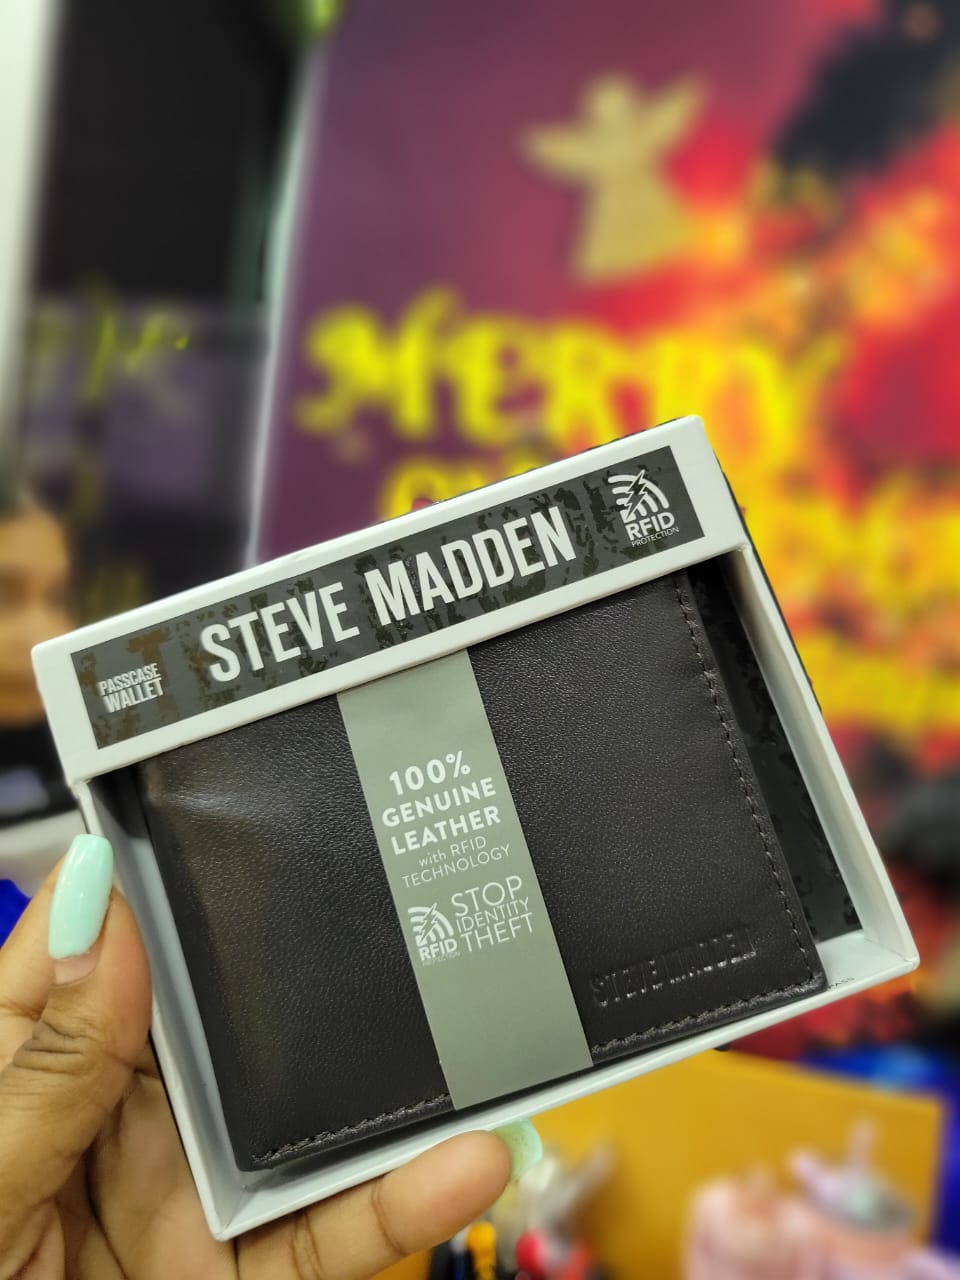 MERRY
STEVE MADDEN
PASSCASE
WALLET
RFID
PROTECTION
100%
GENUINE
LEATHER
with RFID
TECHNOLOGY
STOP
IDENTITY
THEFT
RFID
PROTECTION
STEVE MADDEN